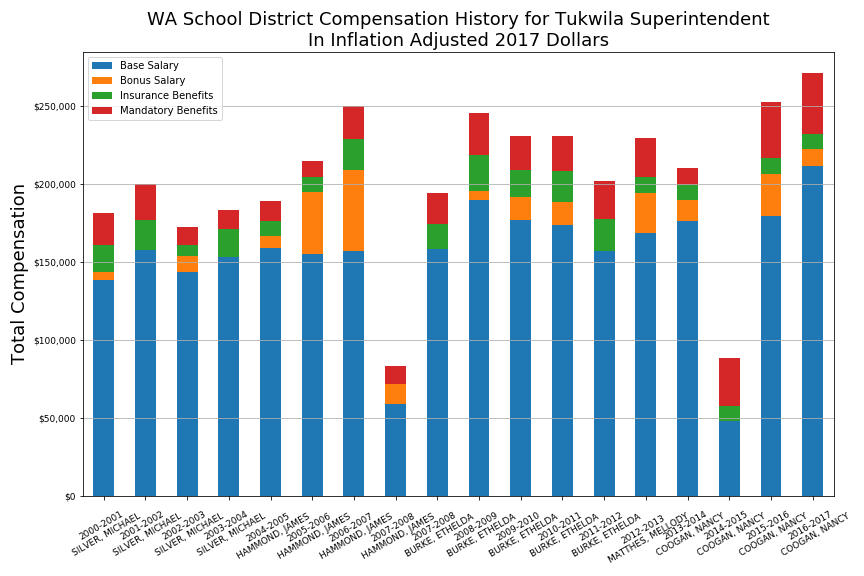 WA School District Compensation History for Tukwila Superintendent
In Inflation Adjusted 2017 Dollars
Base Salary
Bonus Salary
Insurance Benefits
Mandatory Benefits
Total Compensation
$250,000
$200,000
$150,000
$100,000
$50,000
$0
2000-2001
SILVER, MICHAEL
2001-2002
SILVER, MICHAEL
2002-2003
SILVER, MICHAEL
2003-2004
SILVER, MICHAEL
2004-2005
HAMMOND, JAMES
2005-2006
HAMMOND, JAMES
2006-2007
HAMMOND, JAMES
2007-2008
HAMMOND, JAMES
2007-2008
BURKE, ETHELDA
2008-2009
BURKE, ETHELDA
2009-2010
BURKE, ETHELDA
2010-2011
BURKE, ETHELDA
2011-2012
BURKE, ETHELDA
2012-2013
MATTHES, MELLODY
2013-2014
COOGAN, NANCY
2014-2015
COOGAN, NANCY
2015-2016
COOGAN, NANCY
2016-2017
COOGAN, NANCY